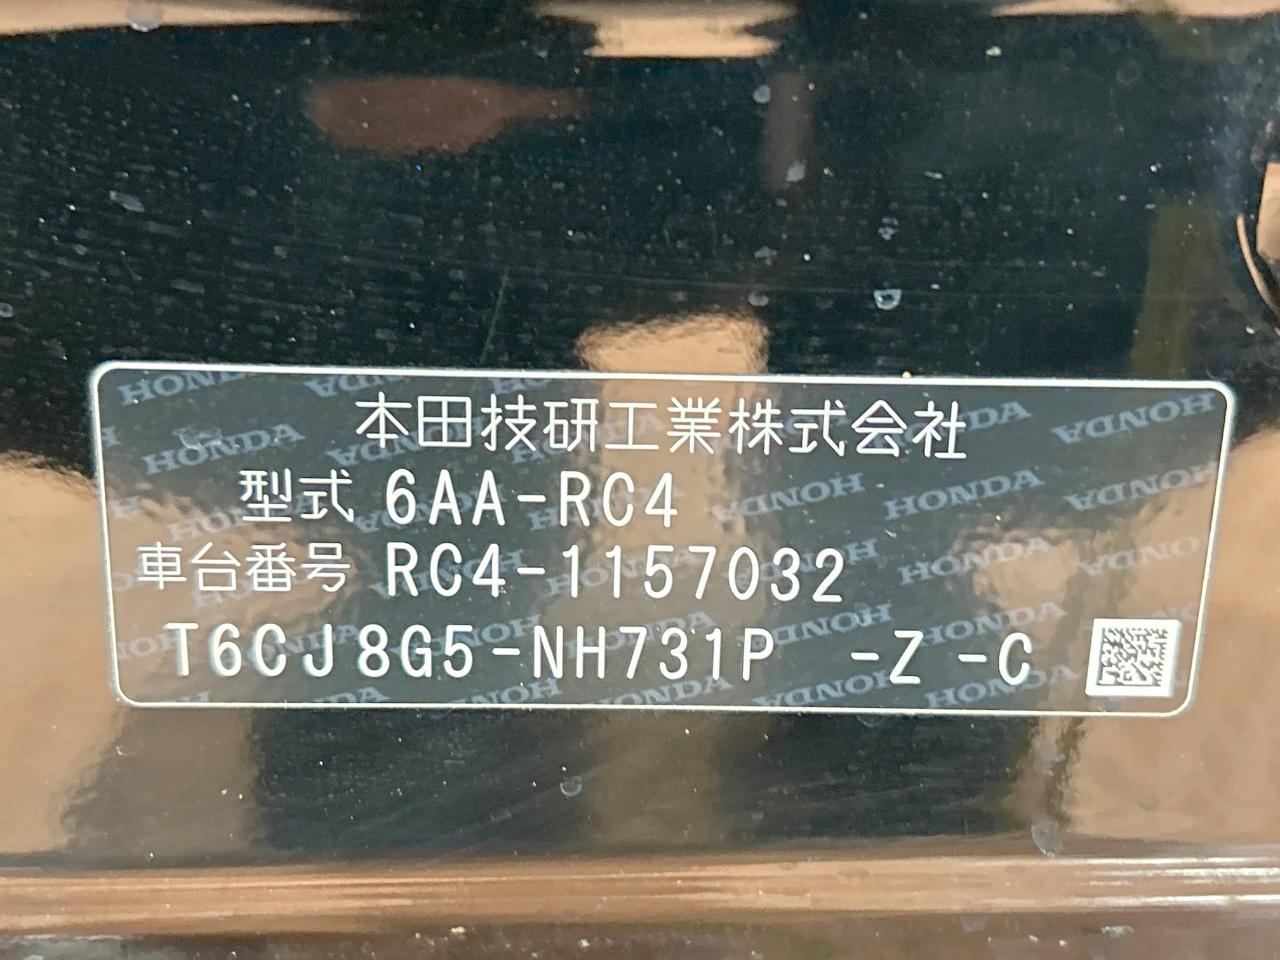 本田技研工業株式会社
型式 6AA-RC4
車台番号 RC4-1157032
T6CJ8G5-NH731P -Z -C